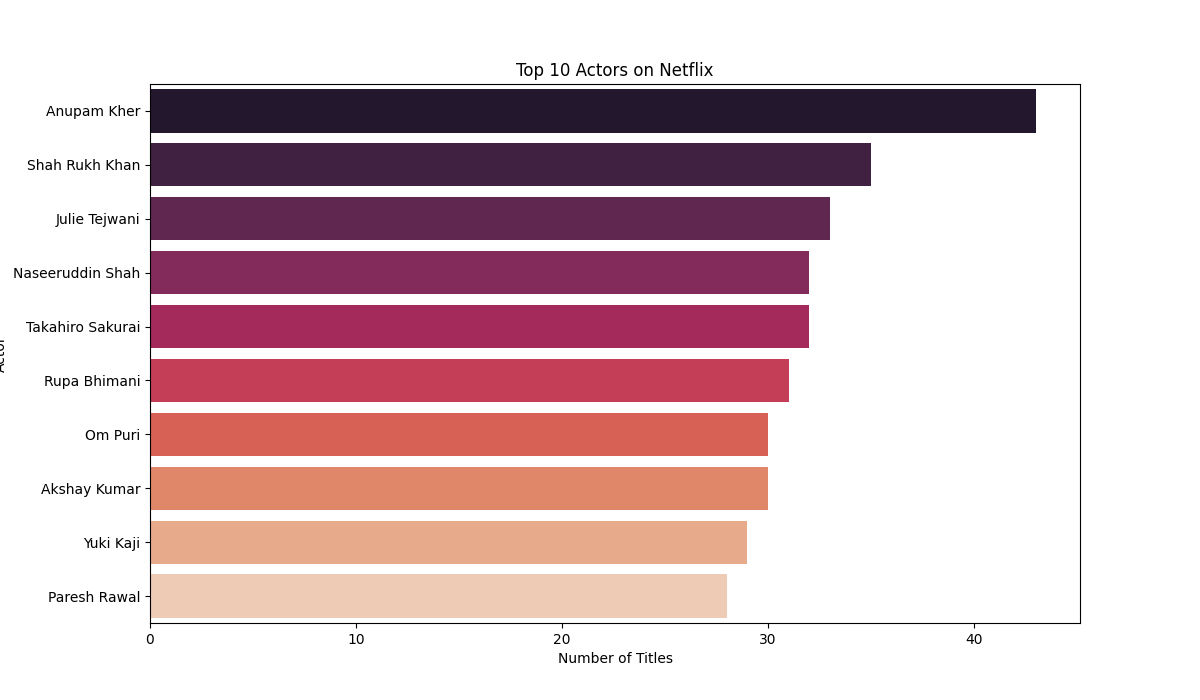 Top 10 Actors on Netflix
Anupam Kher
Shah Rukh Khan
Julie Tejwani
Naseeruddin Shah
Takahiro Sakurai
Rupa Bhimani
Om Puri
Akshay Kumar
Yuki Kaji
Paresh Rawal
Actor
0 10 20 30 40
Number of Titles